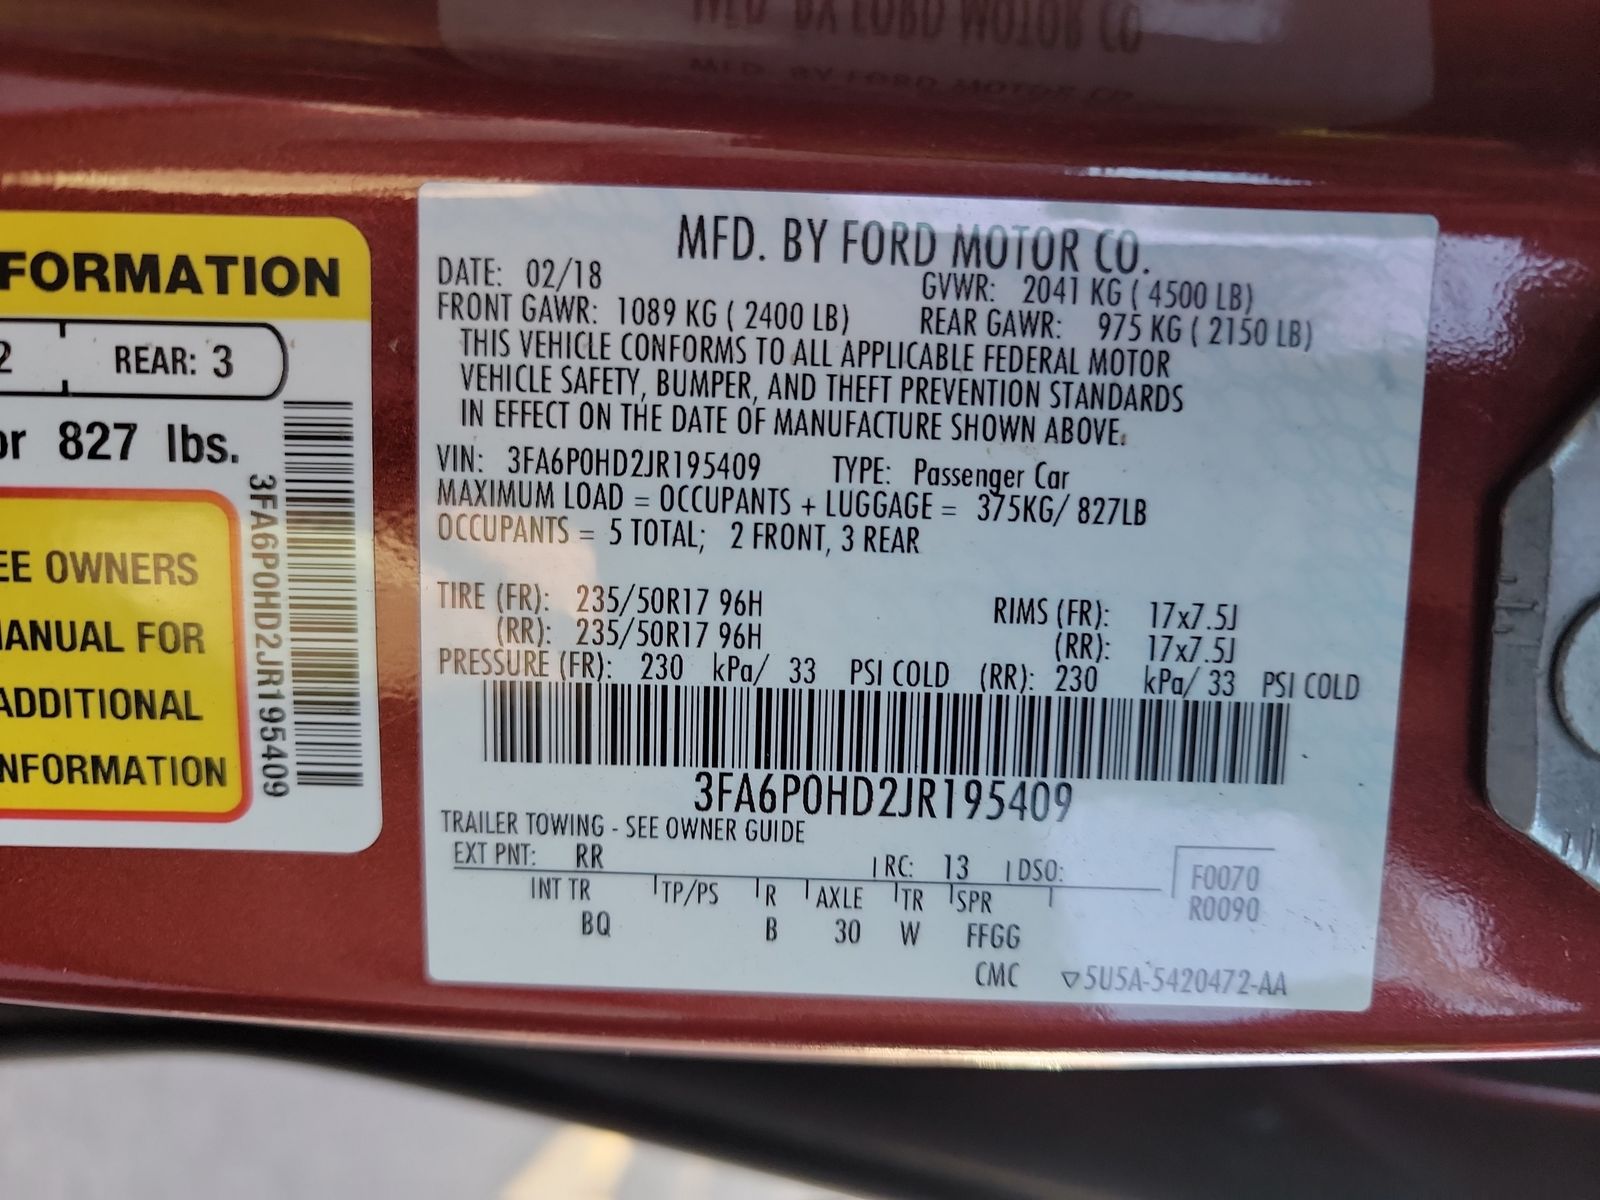 FORMATION
2 REAR: 3
or 827 lbs.
EE OWNERS
MANUAL FOR
ADDITIONAL
NFORMATION
3FA6P0HD2JR195409
MFD. BY FORD MOTOR CO.
DATE: 02/18 GVWR: 2041 KG ( 4500 LB)
FRONT GAWR: 1089 KG ( 2400 LB) REAR GAWR: 975 KG ( 2150 LB)
THIS VEHICLE CONFORMS TO ALL APPLICABLE FEDERAL MOTOR
VEHICLE SAFETY, BUMPER, AND THEFT PREVENTION STANDARDS
IN EFFECT ON THE DATE OF MANUFACTURE SHOWN ABOVE.
VIN: 3FA6P0HD2JR195409 TYPE: Passenger Car
MAXIMUM LOAD = OCCUPANTS + LUGGAGE = 375KG/ 827LB
OCCUPANTS = 5 TOTAL; 2 FRONT, 3 REAR
TIRE (FR): 235/50R17 96H RIMS (FR): 17x7.5J
(RR): 235/50R17 96H (RR): 17x7.5J
PRESSURE (FR): 230 kPa/ 33 PSI COLD (RR): 230 kPa/ 33 PSI COLD
3FA6P0HD2JR195409
TRAILER TOWING - SEE OWNER GUIDE
EXT PNT: RR RC: 13 DSO: F0070
INT TR TP/PS R AXLE TR SPR R0090
BQ B 30 W FFGG
CMC ▽5U5A-5420472-AA